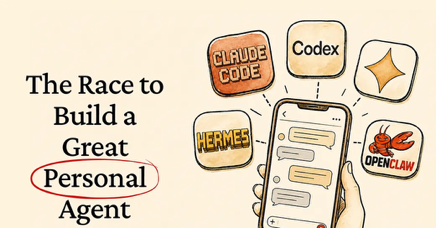 The Race to
Build a
Great
Personal
Agent
CLAUDE
CODE
Codex
HERMES
OPENCLAW